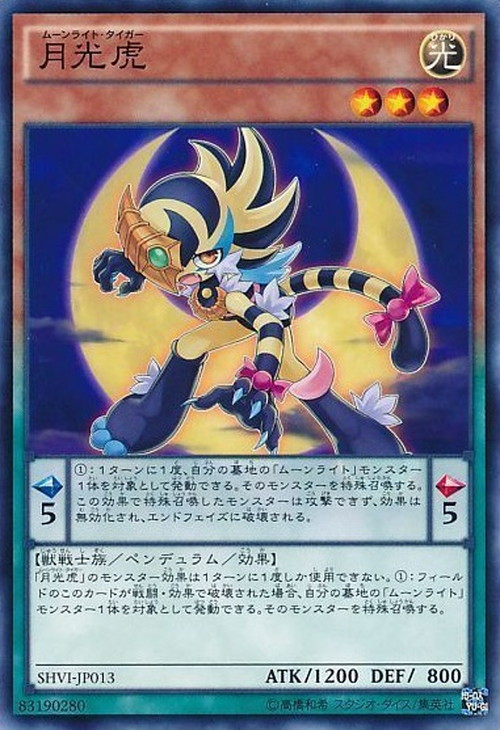 ムーンライト・タイガー
月光虎
ひかり
光
①:1ターンに1度、自分の墓地の「ムーンライト」モンスター
1体を対象として発動できる。そのモンスターを特殊召喚する。
この効果で特殊召喚したモンスターは攻撃できず、効果は
無効化され、エンドフェイズに破壊される。
5
5
【獣戦士族/ペンデュラム/効果】
「月光虎」のモンスター効果は1ターンに1度しか使用できない。①:フィール
ドのこのカードが戦闘・効果で破壊された場合、自分の墓地の「ムーンライト」
モンスター1体を対象として発動できる。そのモンスターを特殊召喚する。
SHVI-JP013
ATK/1200 DEF/ 800
83190280
©高橋和希 スタジオ・ダイス/集英社